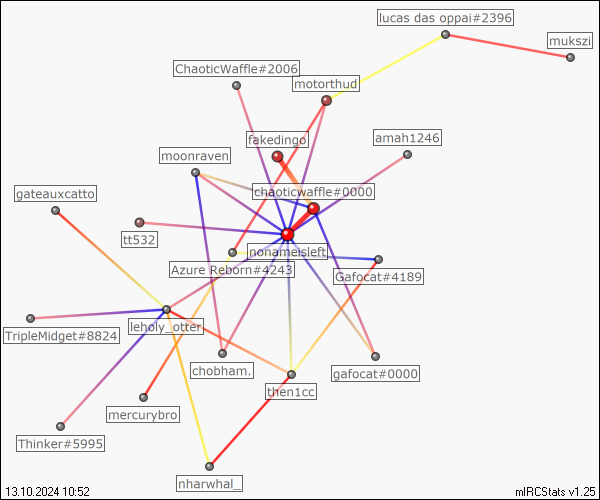 lucas das oppai#2396
mukszi
ChaoticWaffle#2006
motorthud
fakedingo
amah1246
moonraven
chaoticwaffle#0000
gateauxcatto
tt532
nonameisleft
Azure Reborn#4243
Gafocat#4189
leholy_otter
TripleMidget#8824
chobham.
gafocat#0000
then1cc
mercurybro
Thinker#5995
nharwhal_
13.10.2024 10:52
mIRCStats v1.25